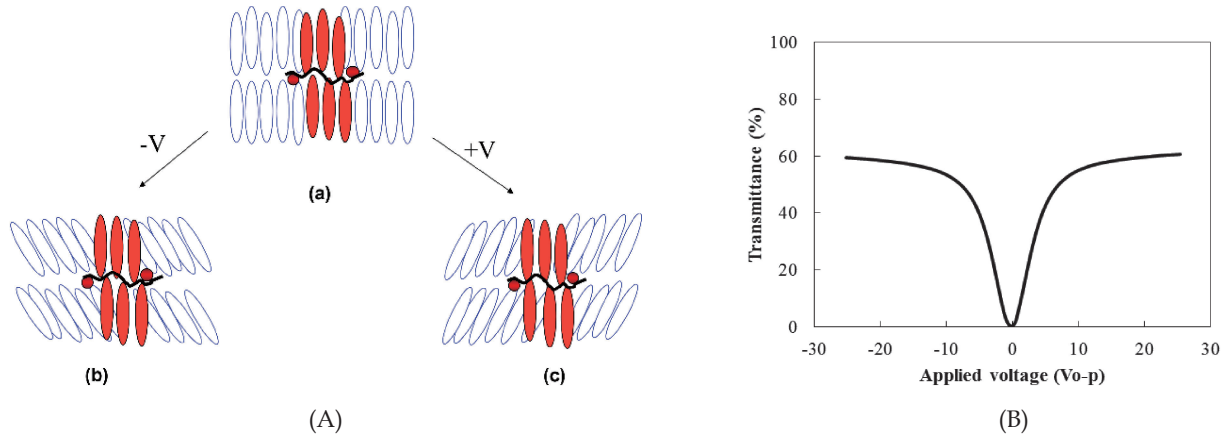 -V
+V
(a)
(b)
(c)
(A)
100
80
60
40
20
0
-30 -20 -10 0 10 20 30
Transmittance (%)
Applied voltage (Vo-p)
(B)